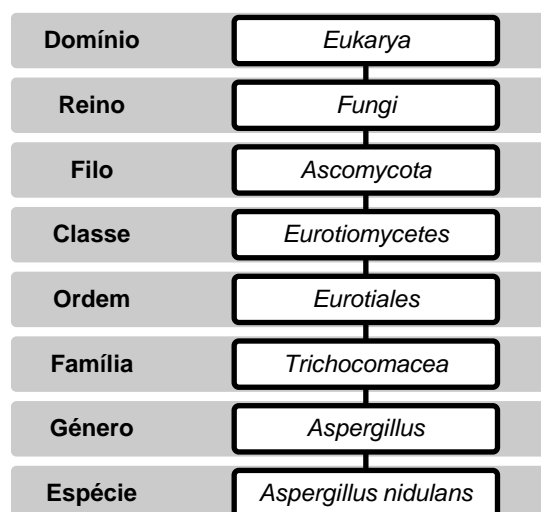 Domínio Eukarya
Reino Fungi
Filo Ascomycota
Classe Eurotiomycetes
Ordem Eurotiales
Família Trichocomacea
Género Aspergillus
Espécie Aspergillus nidulans